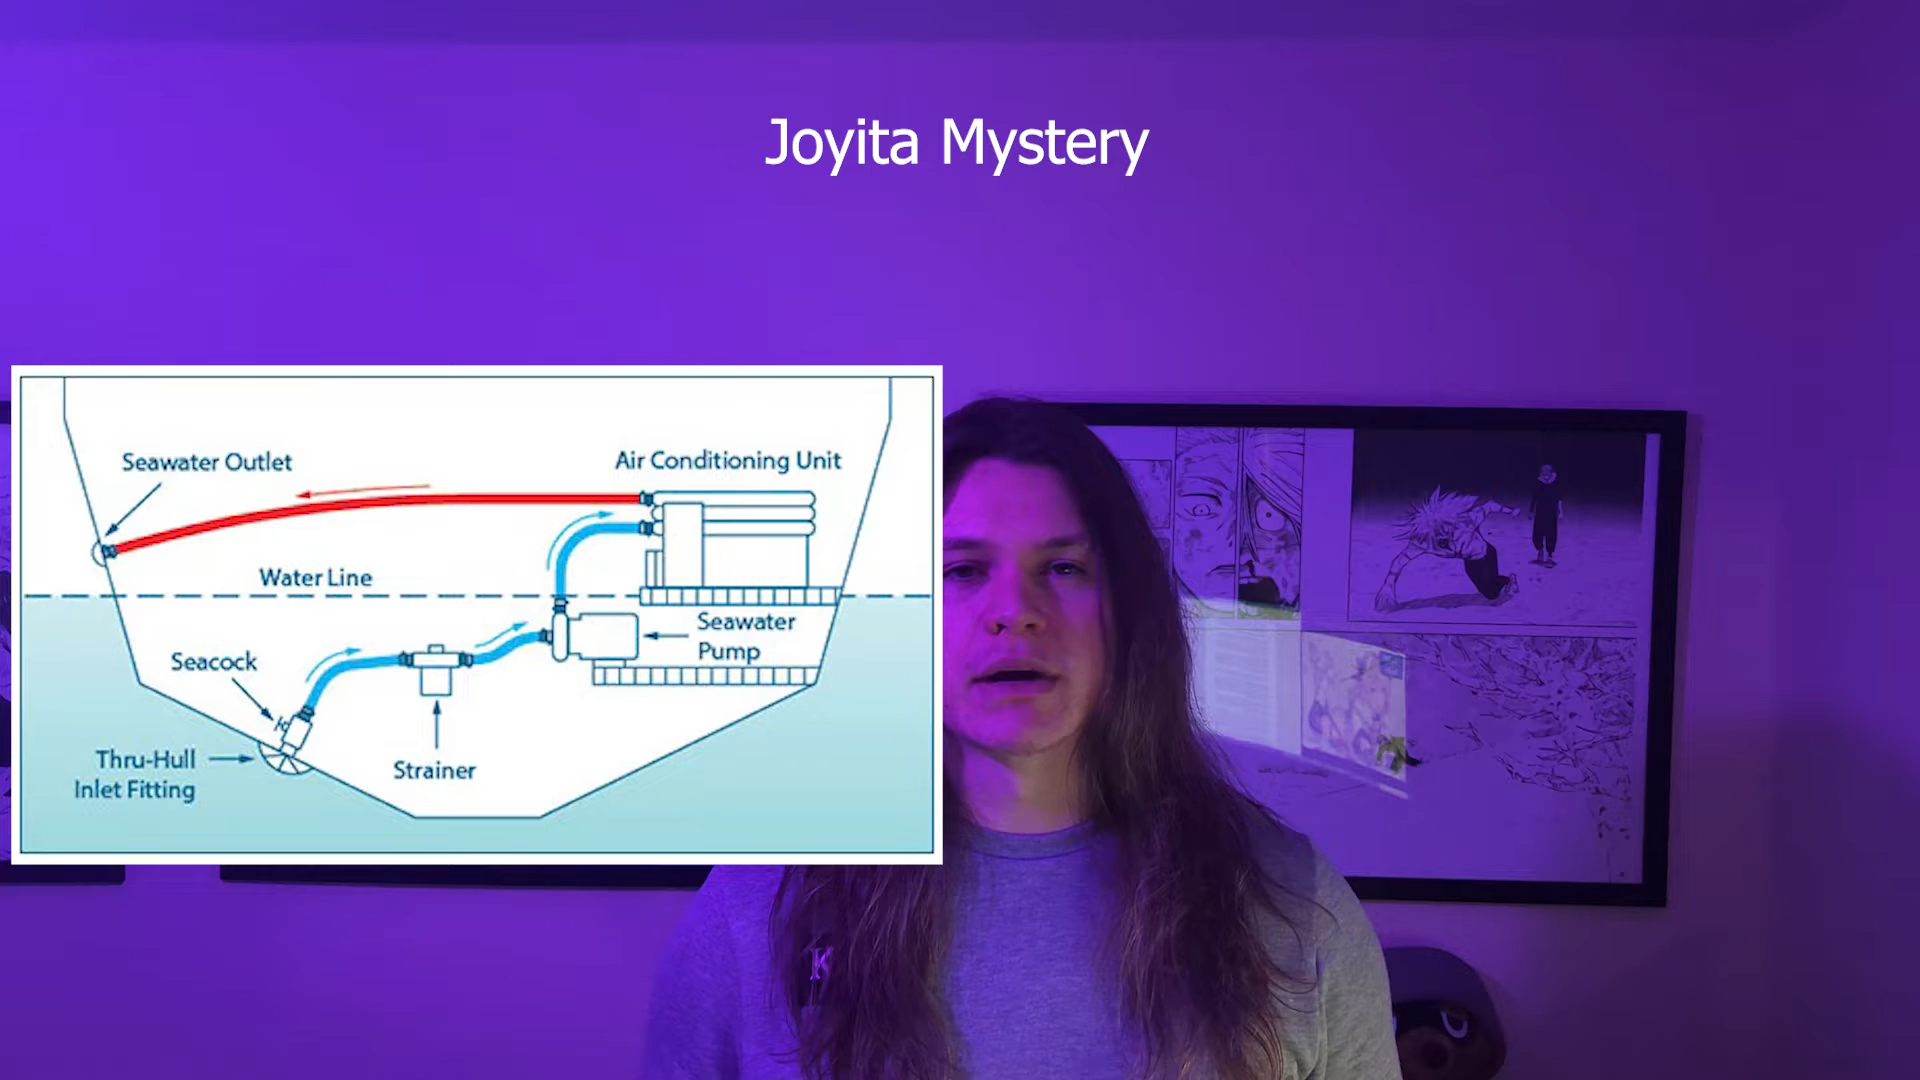 Joyita Mystery
Seawater Outlet
Air Conditioning Unit
Water Line
Seawater
Pump
Seacock
Thru-Hull
Inlet Fitting
Strainer
K